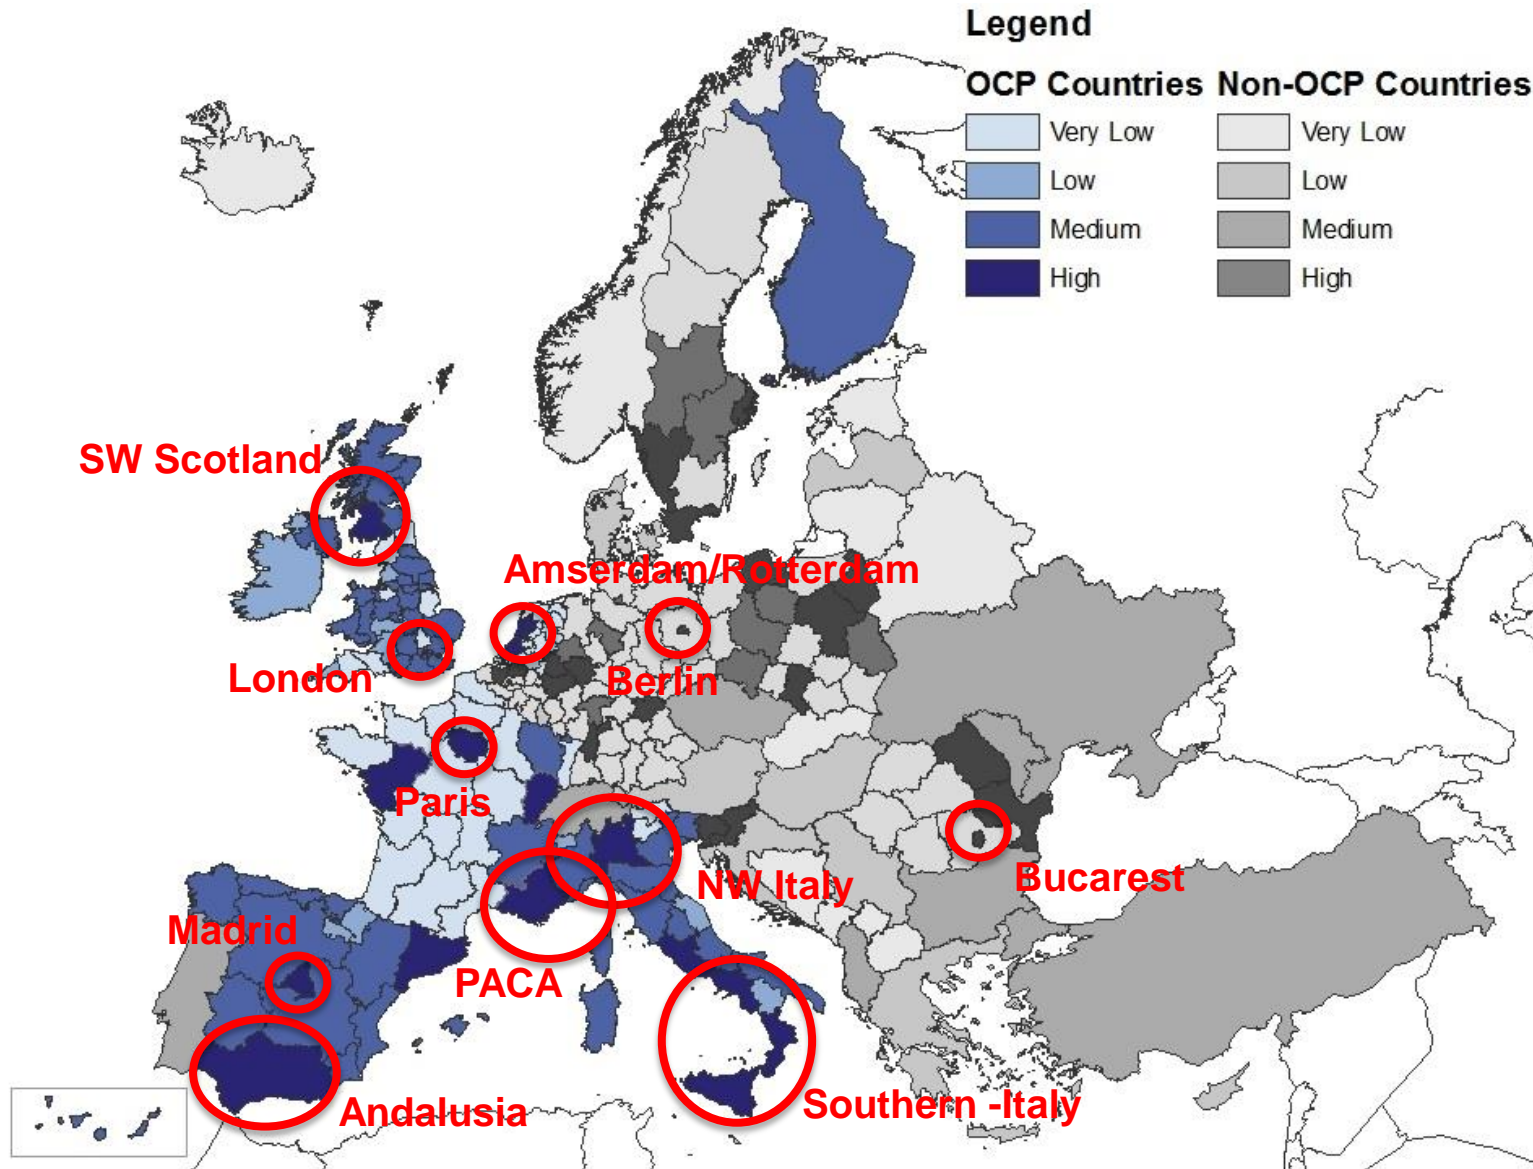 Legend
OCP Countries Non-OCP Countries
Very Low Very Low
Low Low
Medium Medium
High High
SW Scotland
Amserdam/Rotterdam
London
Berlin
Paris
NW Italy
Bucarest
Madrid
PACA
Andalusia
Southern -Italy